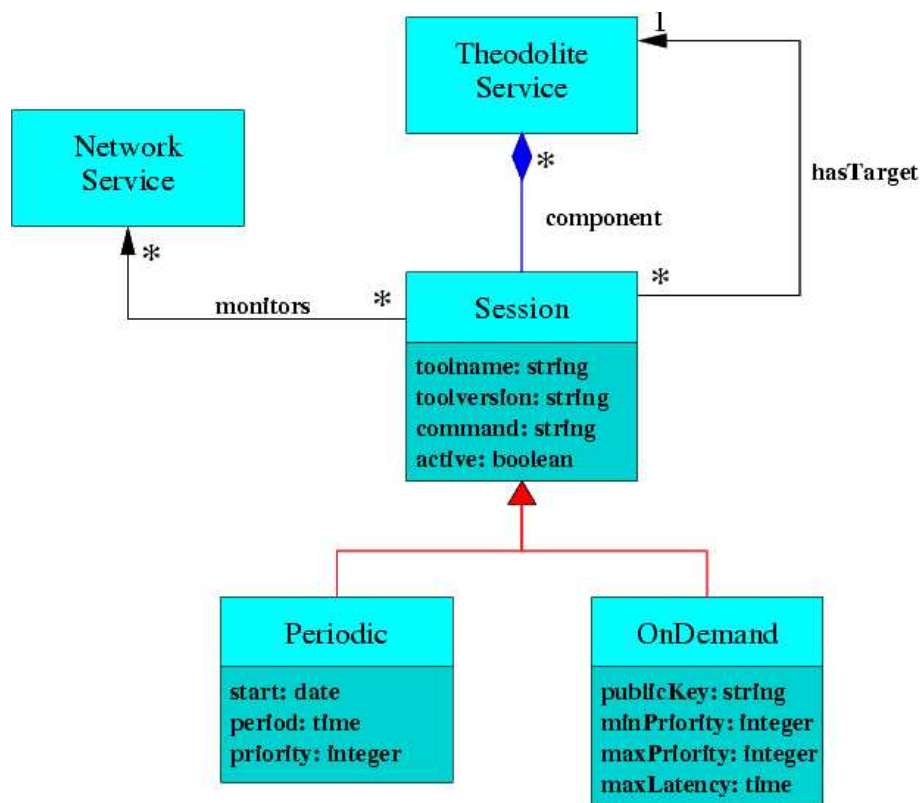 1
Theodolite
Service
Network
Service
*
hasTarget
component
*
*
*
monitors
Session
toolname: string
toolversion: string
command: string
active: boolean
Periodic
start: date
period: time
priority: integer
OnDemand
publicKey: string
minPriority: integer
maxPriority: integer
maxLatency: time